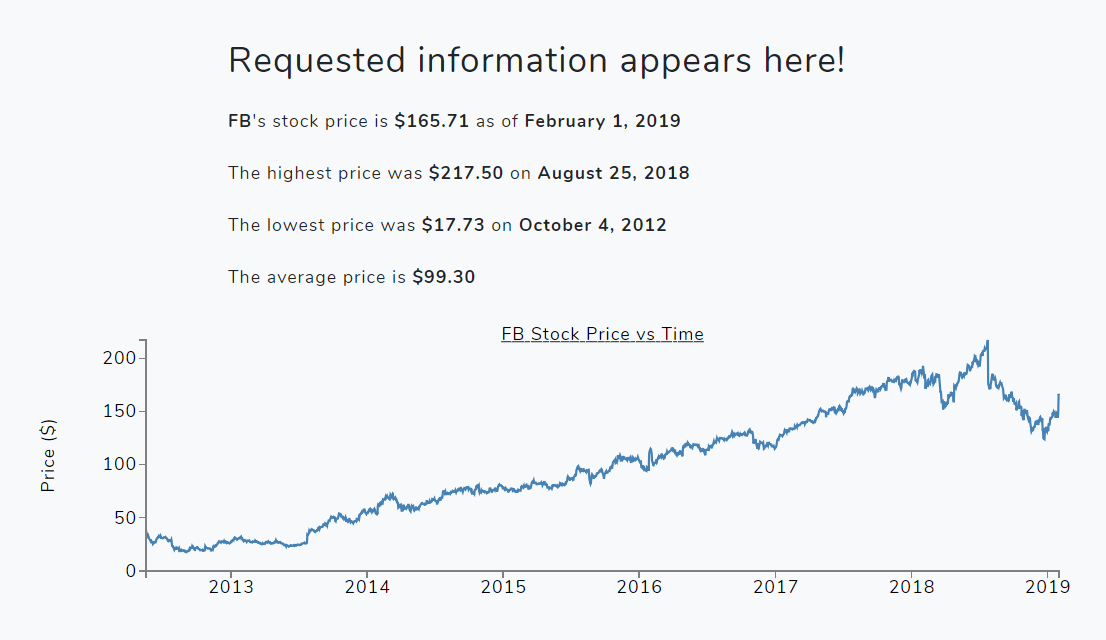 Requested information appears here!
FB's stock price is $165.71 as of February 1, 2019
The highest price was $217.50 on August 25, 2018
The lowest price was $17.73 on October 4, 2012
The average price is $99.30
FB Stock Price vs Time
200
150
100
50
0
Price ($)
2013 2014 2015 2016 2017 2018 2019